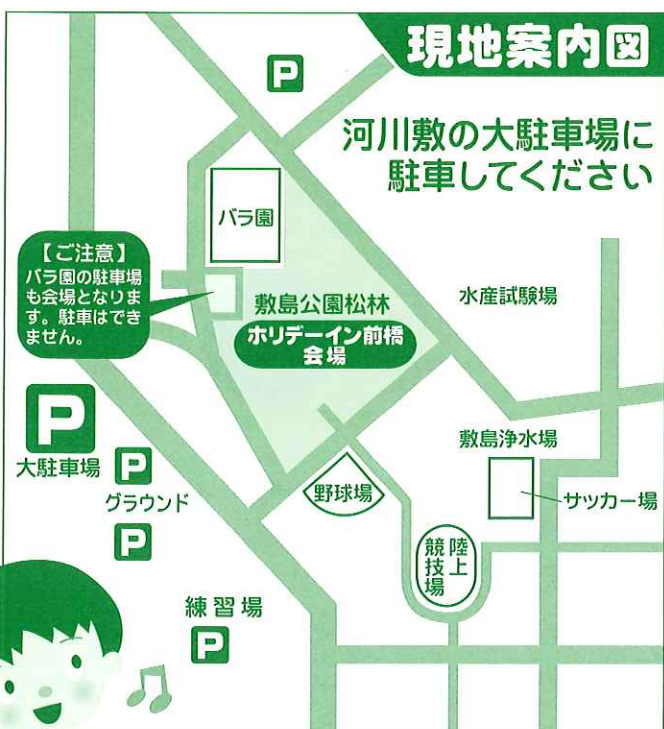 現地案内図
P
河川敷の大駐車場に
駐車してください
バラ園
【ご注意】
バラ園の駐車場
も会場となりま
す。駐車はでき
ません。
敷島公園松林
ホリデーイン前橋
会場
水産試験場
P
大駐車場
P
グラウンド
P
野球場
敷島浄水場
サッカー場
陸上
競技場
練習場
P